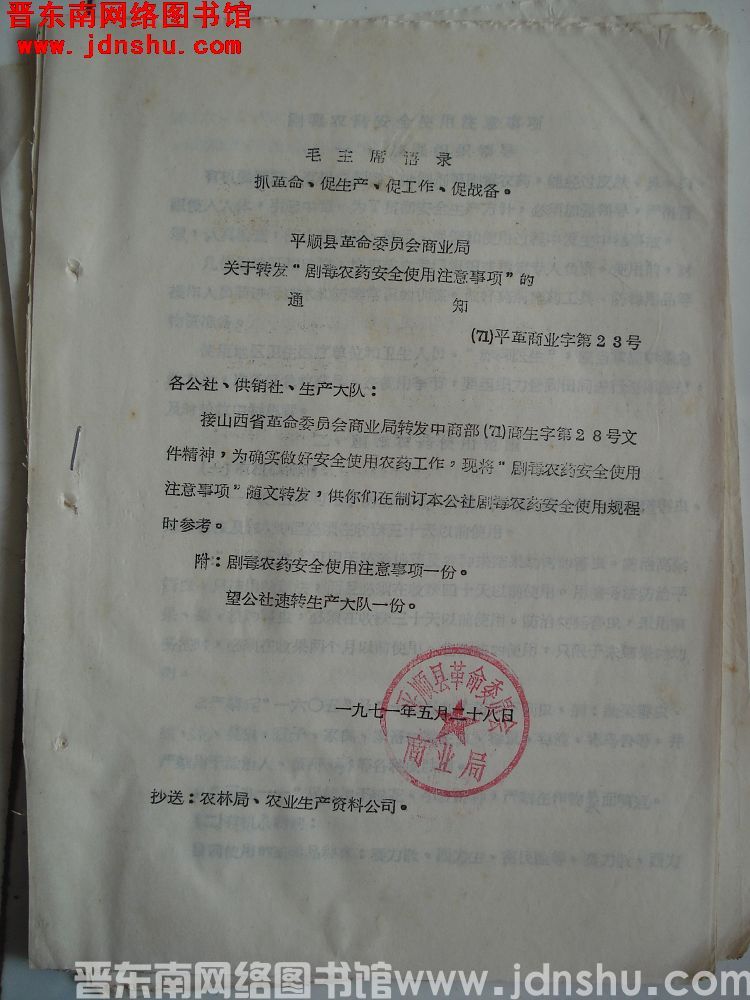 晋东南网络图书馆
www.jdnshu.com
毛主席语录
抓革命、促生产、促工作、促战备。
平顺县革命委员会商业局
关于转发“剧毒农药安全使用注意事项”的
通 知
(71)平革商业字第23号
各公社、供销社、生产大队：
接山西省革命委员会商业局转发中商部(71)商生字第28号文
件精神，为确实做好安全使用农药工作，现将“剧毒农药安全使用
注意事项”随文转发，供你们在制订本公社剧毒农药安全使用规程
时参考。
附：剧毒农药安全使用注意事项一份。
望公社速转生产大队一份。
平顺县革命委员会
商业局
一九七一年五月二十八日
抄送：农林局、农业生产资料公司。
晋东南网络图书馆www.jdnshu.com